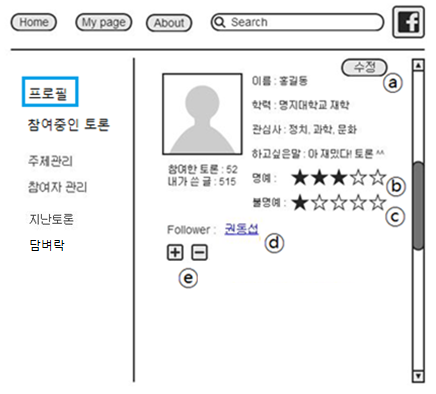 Home My page About Search f
수정
ⓐ
프로필
참여중인 토론
주제관리
참여자 관리
지난토론
담벼락
이름 : 홍길동
학력 : 명지대학교 재학
관심사 : 정치, 과학, 문화
하고싶은말 : 아 재밌다! 토론 ^^
참여한 토론 : 52
내가 쓴 글 : 515
명예 : ★★★☆☆ ⓑ
불명예 : ★☆☆☆☆ ⓒ
Follower : 권동섭 ⓓ
+ −
ⓔ